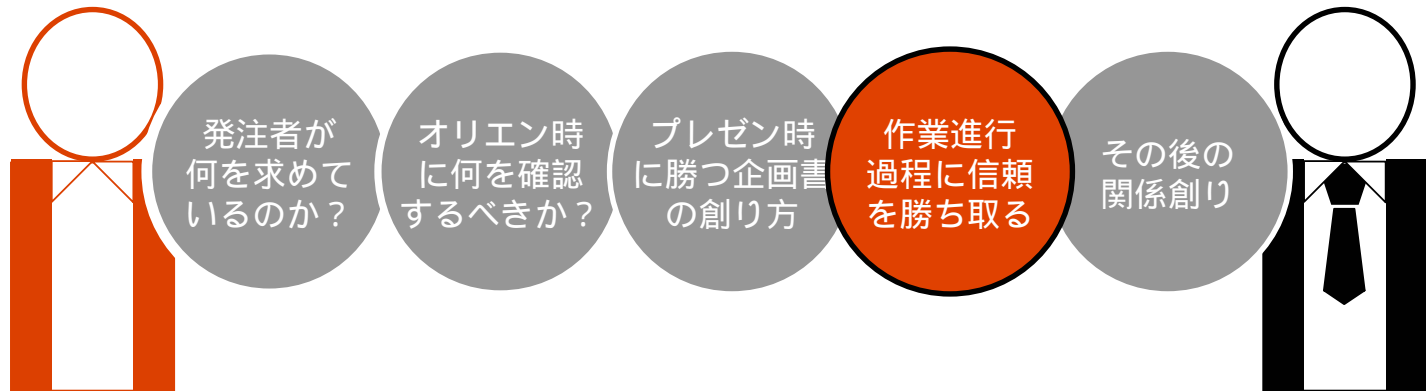 発注者が
何を求めて
いるのか？
オリエン時
に何を確認
するべきか？
プレゼン時
に勝つ企画書
の創り方
作業進行
過程に信頼
を勝ち取る
その後の
関係創り